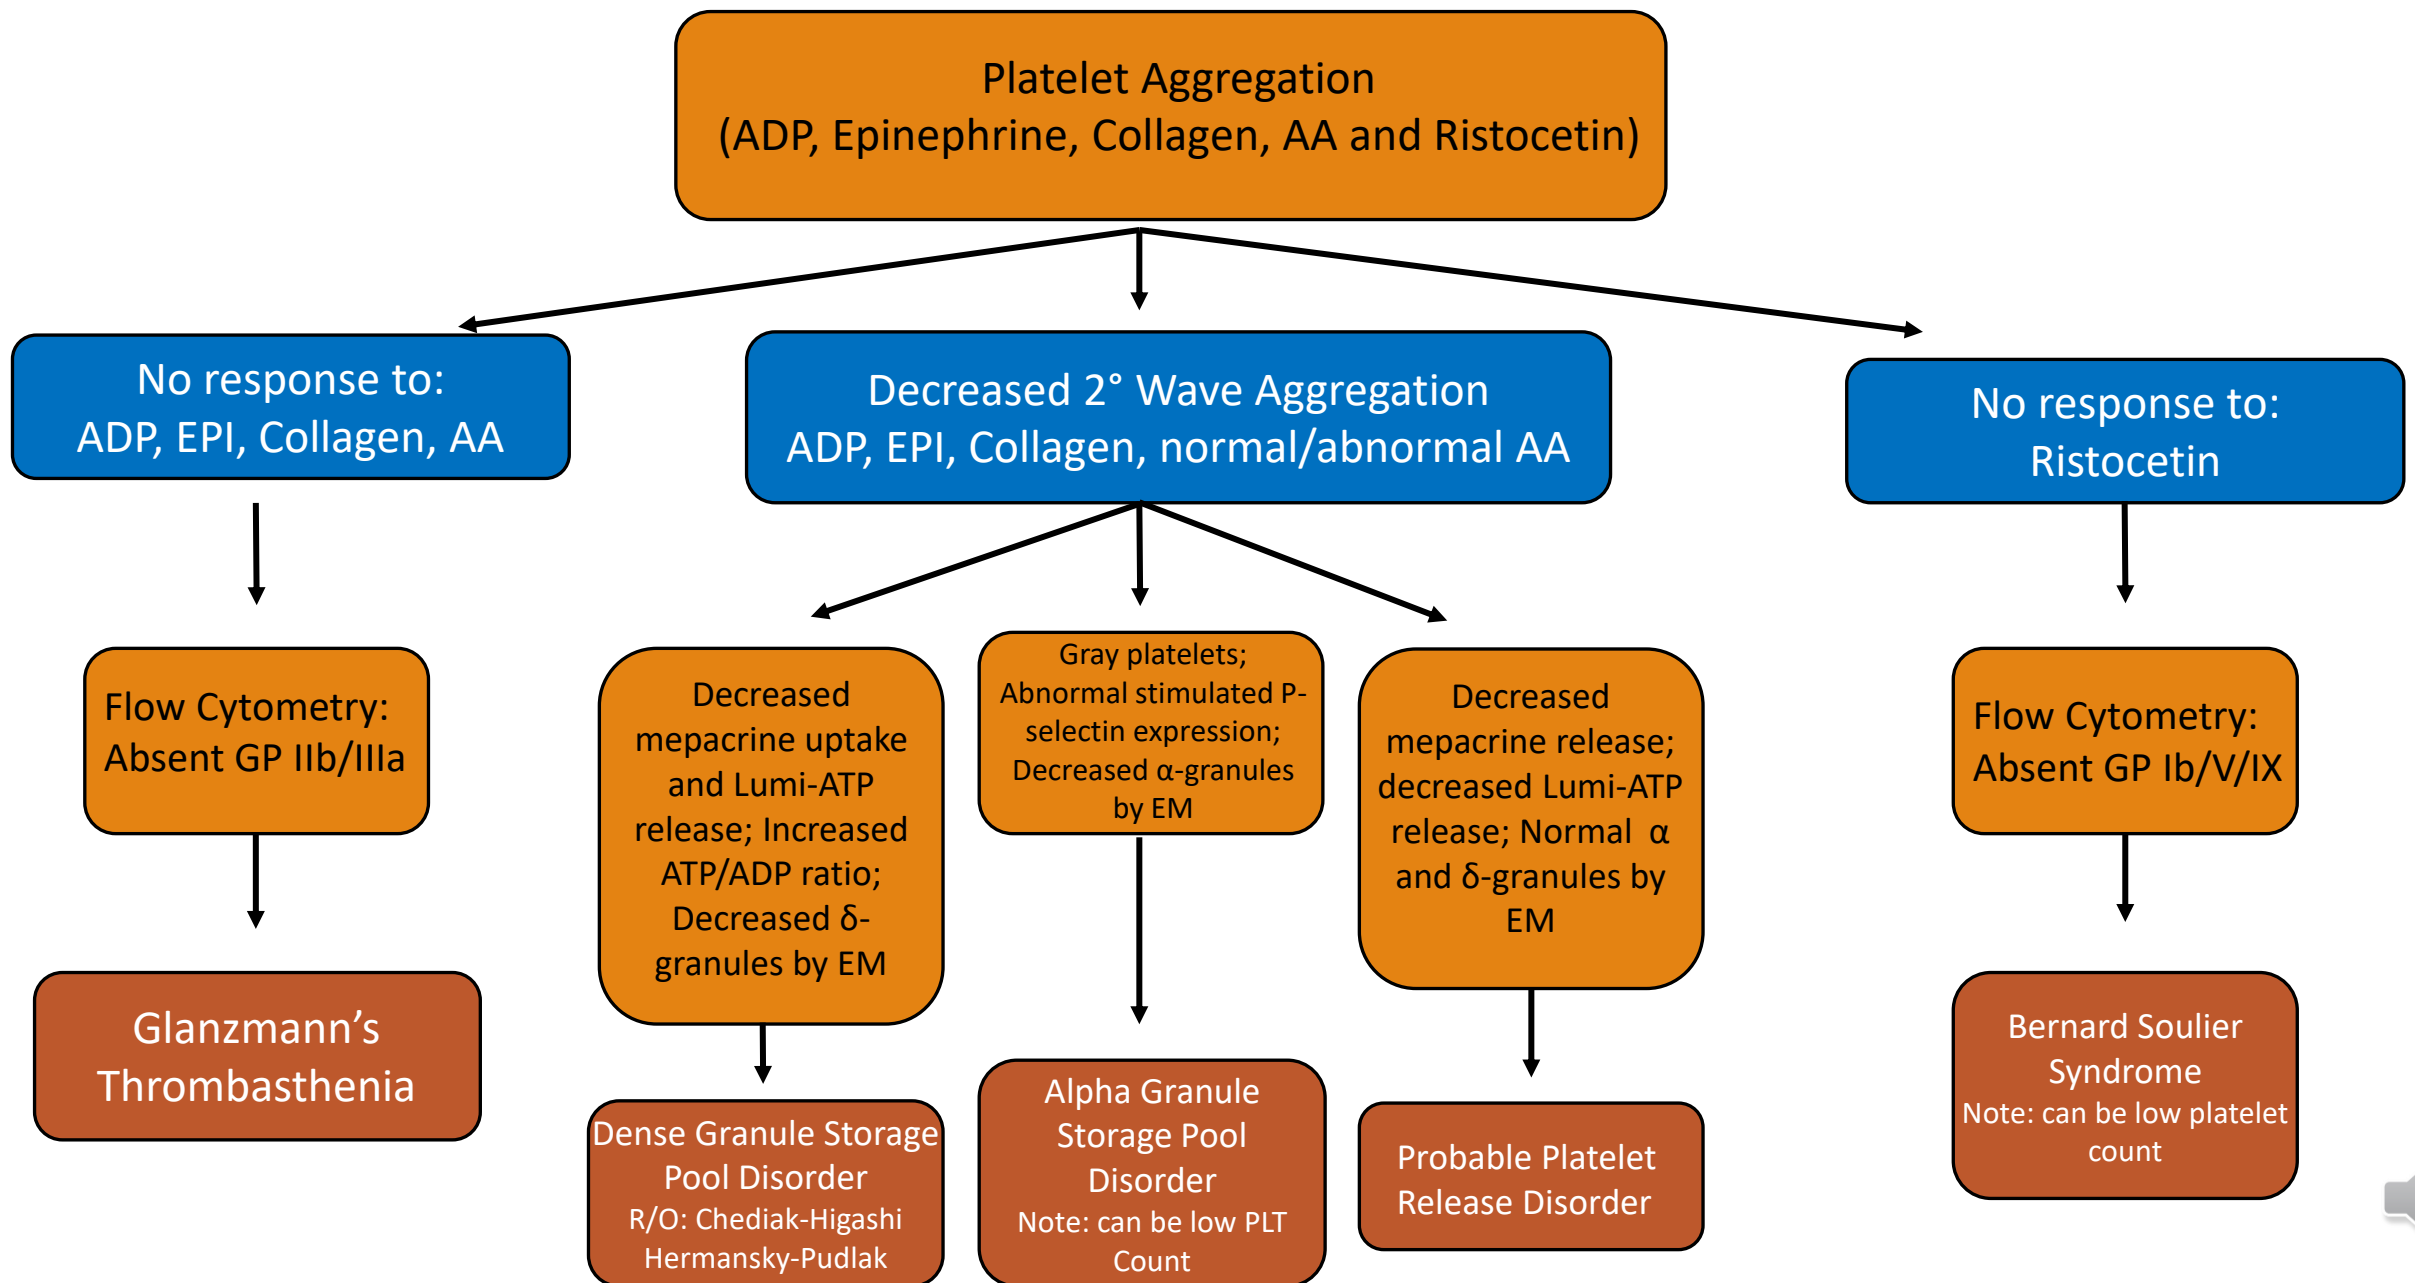 Platelet Aggregation
(ADP, Epinephrine, Collagen, AA and Ristocetin)
No response to:
ADP, EPI, Collagen, AA
Decreased 2° Wave Aggregation
ADP, EPI, Collagen, normal/abnormal AA
No response to:
Ristocetin
Flow Cytometry:
Absent GP IIb/IIIa
Decreased
mepacrine uptake
and Lumi-ATP
release; Increased
ATP/ADP ratio;
Decreased δ-
granules by EM
Gray platelets;
Abnormal stimulated P-
selectin expression;
Decreased α-granules
by EM
Decreased
mepacrine release;
decreased Lumi-ATP
release; Normal α
and δ-granules by
EM
Flow Cytometry:
Absent GP Ib/V/IX
Glanzmann’s
Thrombasthenia
Dense Granule Storage
Pool Disorder
R/O: Chediak-Higashi
Hermansky-Pudlak
Alpha Granule
Storage Pool
Disorder
Note: can be low PLT
Count
Probable Platelet
Release Disorder
Bernard Soulier
Syndrome
Note: can be low platelet
count